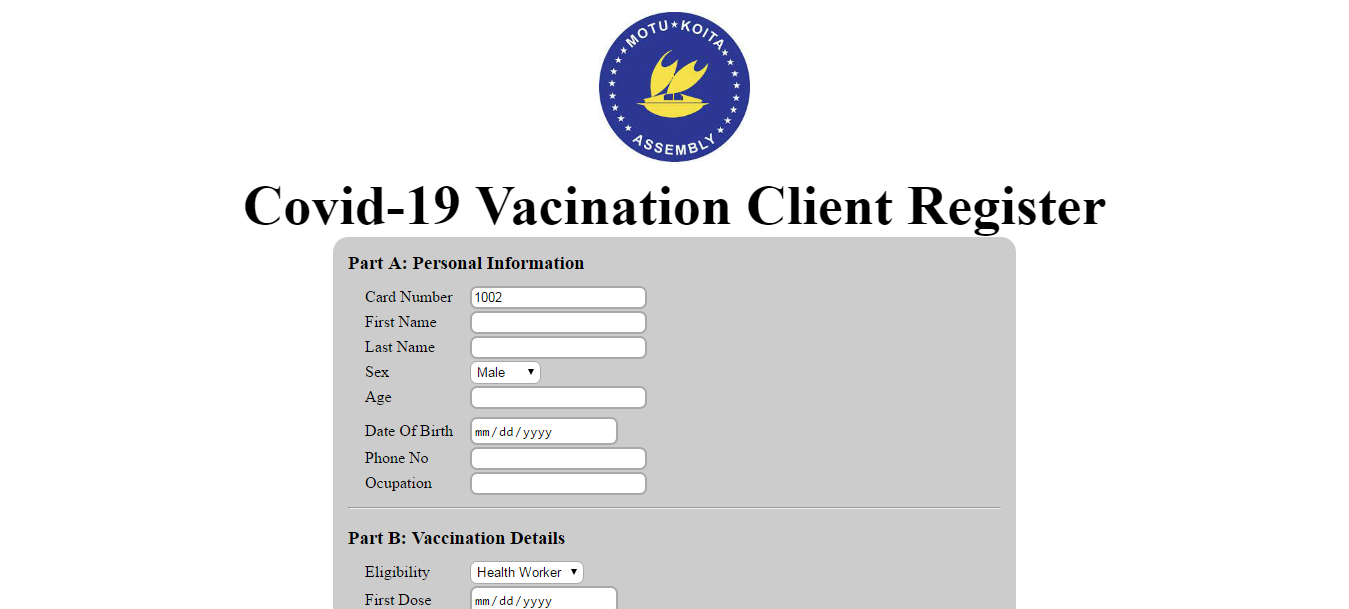 MOTU ★ KOITA
ASSEMBLY
Covid-19 Vacination Client Register
Part A: Personal Information
Card Number 1002
First Name
Last Name
Sex Male
Age
Date Of Birth mm/dd/yyyy
Phone No
Ocupation
Part B: Vaccination Details
Eligibility Health Worker
First Dose mm/dd/yyyy